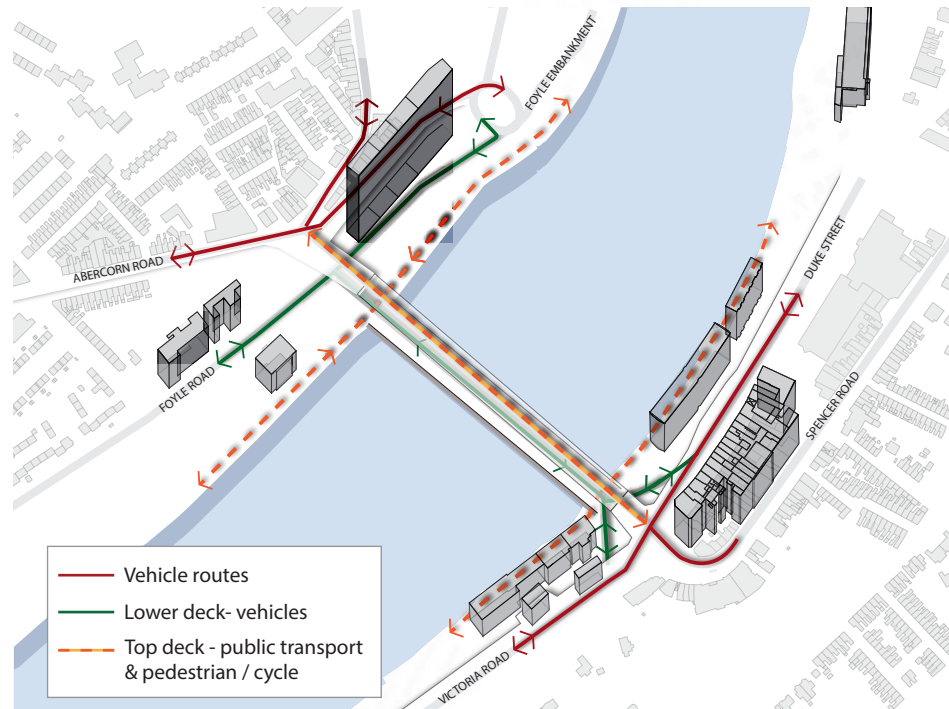 FOYLE EMBANKMENT
ABERCORN ROAD
DUKE STREET
FOYLE ROAD
SPENCER ROAD
VICTORIA ROAD
Vehicle routes
Lower deck- vehicles
Top deck - public transport
& pedestrian / cycle